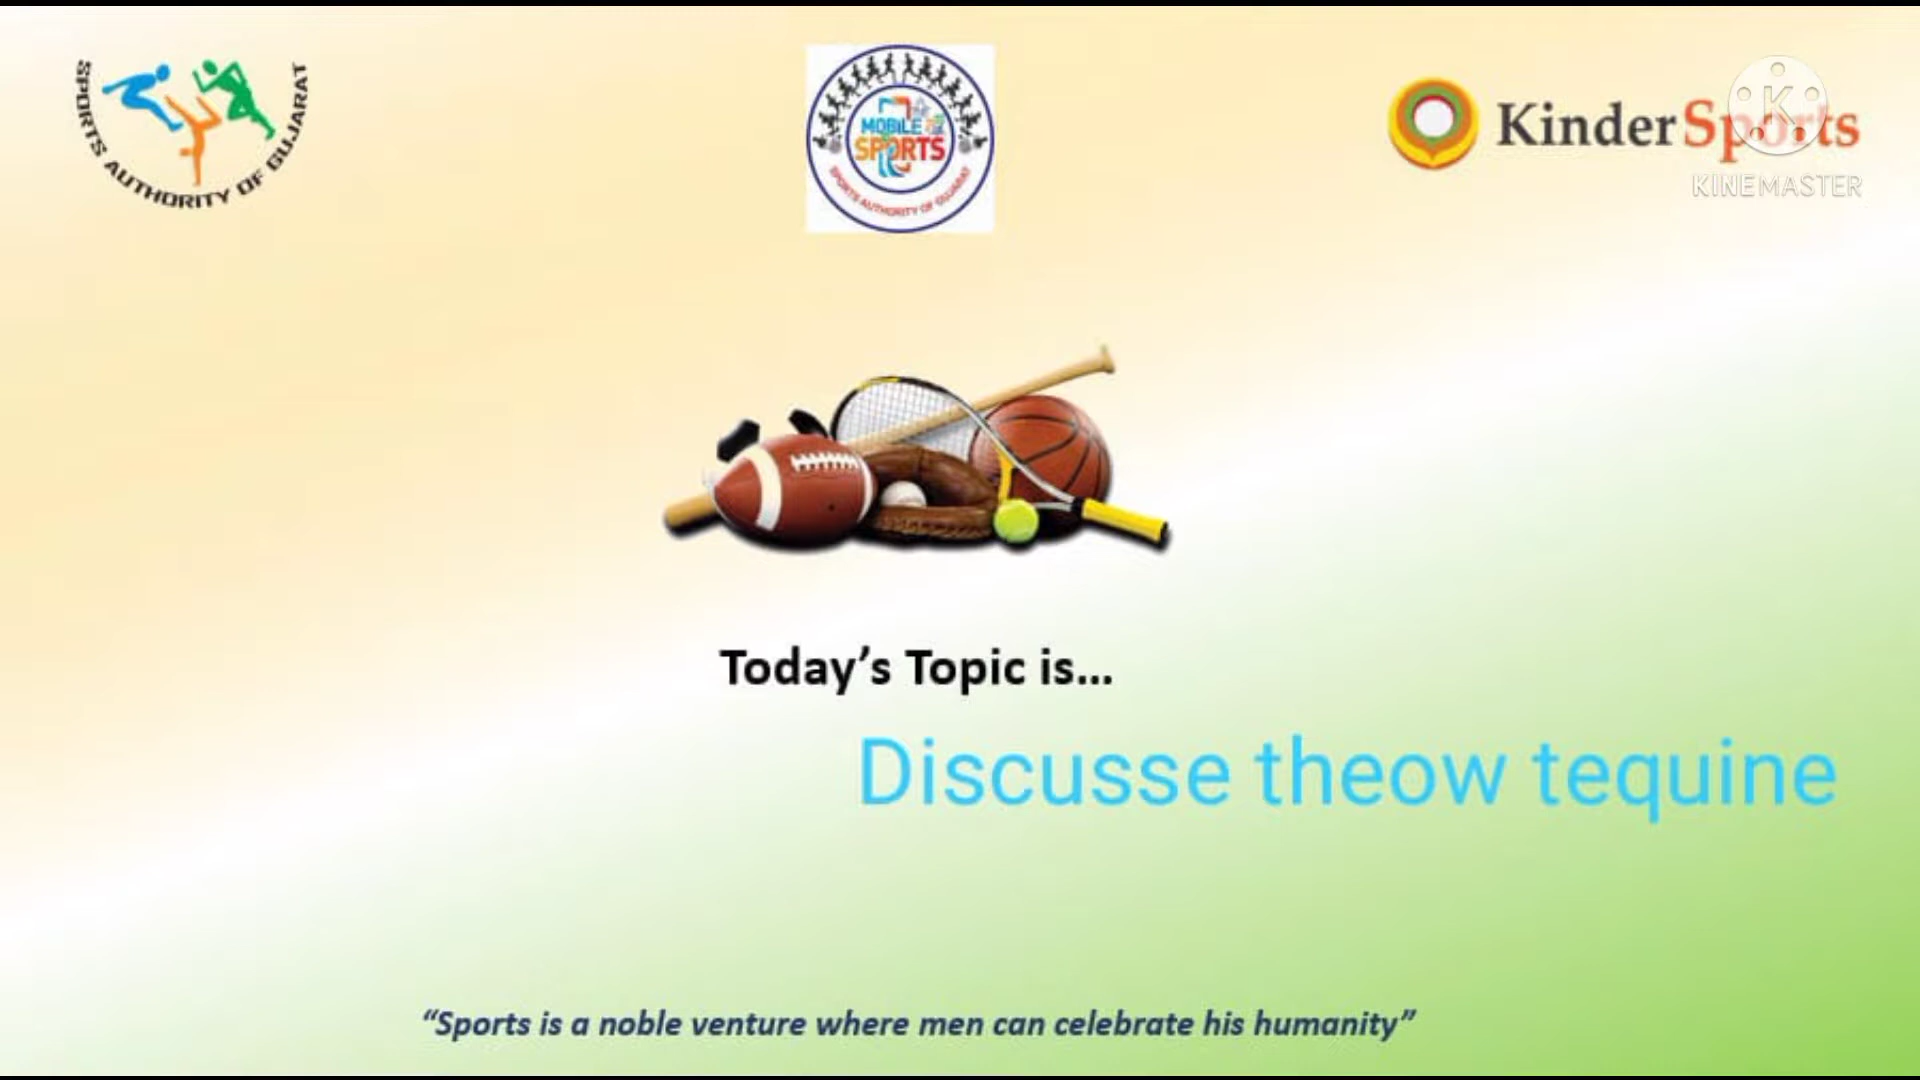 SPORTS AUTHORITY OF GUJARAT
MOBILE
SPORTS
SPORTS AUTHORITY OF GUJARAT
KinderSports
K
KINEMASTER
Today's Topic is...
Discusse theow tequine
“Sports is a noble venture where men can celebrate his humanity”